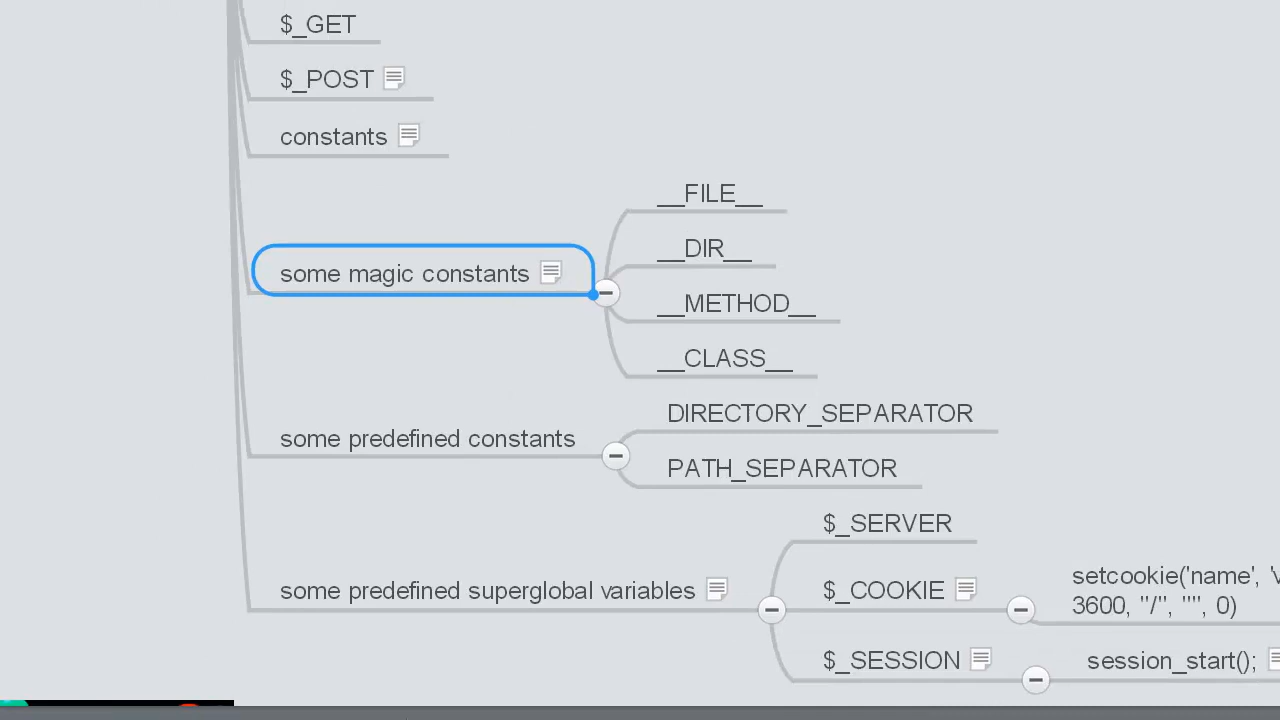 $_GET
$_POST
constants
some magic constants
__FILE__
__DIR__
__METHOD__
__CLASS__
some predefined constants
DIRECTORY_SEPARATOR
PATH_SEPARATOR
some predefined superglobal variables
$_SERVER
$_COOKIE
setcookie('name', 'v
3600, "/", "", 0)
$_SESSION
session_start();